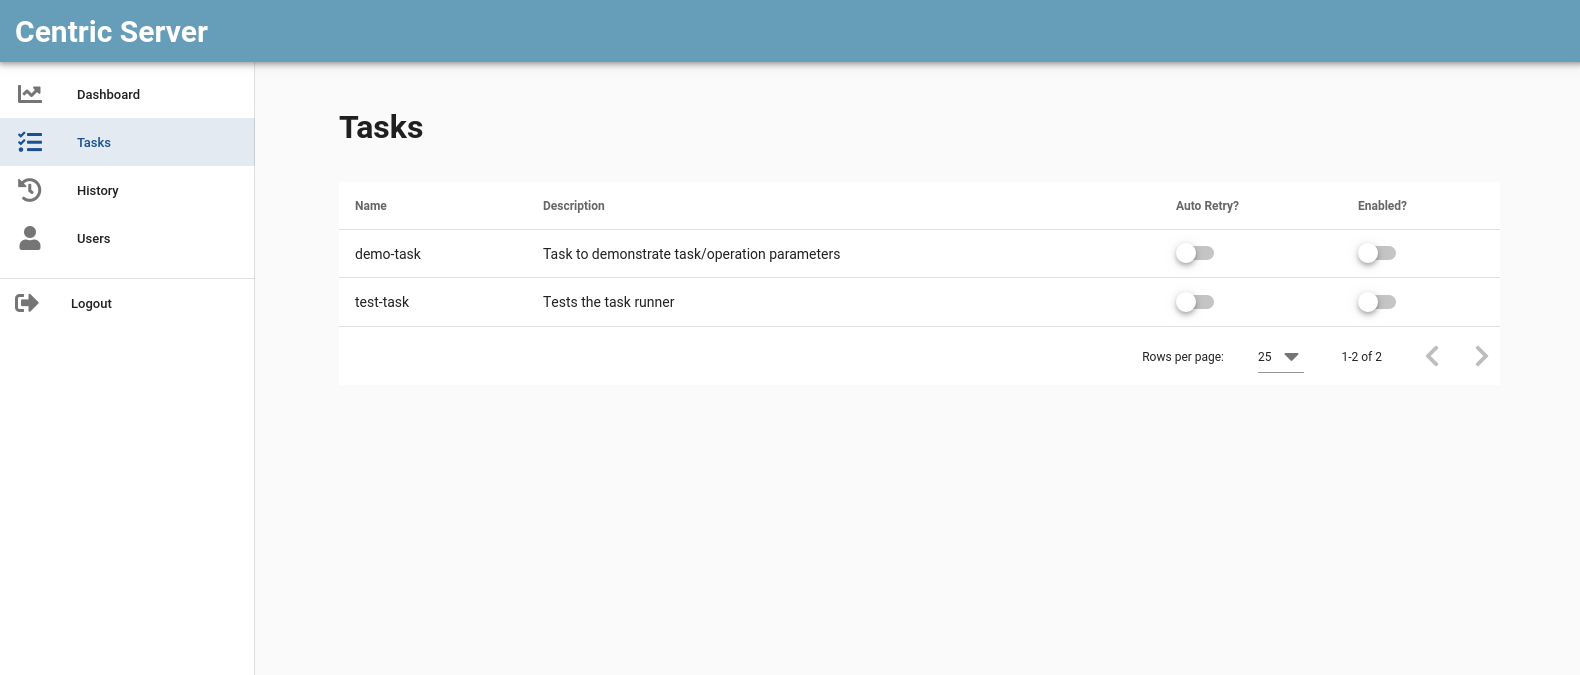 Centric Server
Dashboard
Tasks
History
Users
Logout
Tasks
Name Description Auto Retry? Enabled?
demo-task Task to demonstrate task/operation parameters
test-task Tests the task runner
Rows per page: 25 1-2 of 2